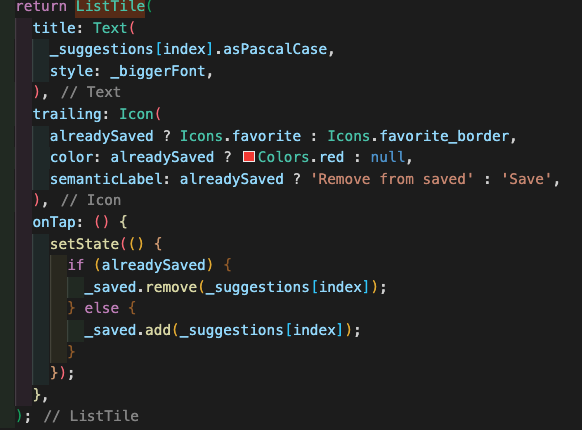 return ListTile(
  title: Text(
    _suggestions[index].asPascalCase,
    style: _biggerFont,
  ), // Text
  trailing: Icon(
    alreadySaved ? Icons.favorite : Icons.favorite_border,
    color: alreadySaved ? Colors.red : null,
    semanticLabel: alreadySaved ? 'Remove from saved' : 'Save',
  ), // Icon
  onTap: () {
    setState(() {
      if (alreadySaved) {
        _saved.remove(_suggestions[index]);
      } else {
        _saved.add(_suggestions[index]);
      }
    });
  },
); // ListTile